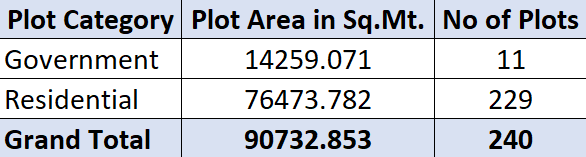 Plot Category Plot Area in Sq.Mt. No of Plots
Government 14259.071 11
Residential 76473.782 229
Grand Total 90732.853 240